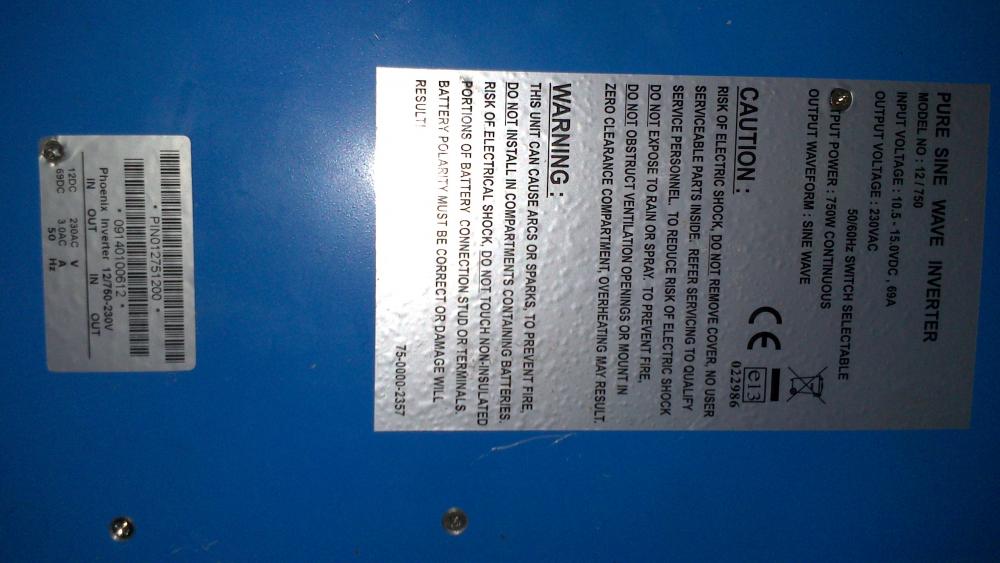 PURE SINE WAVE INVERTER
MODEL NO : 12 / 750
INPUT VOLTAGE : 10.5 - 15.0VDC , 69A
OUTPUT VOLTAGE : 230VAC
50/60Hz SWITCH SELECTABLE
TPUT POWER : 750W CONTINUOUS
OUTPUT WAVEFORM : SINE WAVE
CE
e13
022986
CAUTION :
RISK OF ELECTRIC SHOCK, DO NOT REMOVE COVER, NO USER
SERVICEABLE PARTS INSIDE. REFER SERVICING TO QUALIFY
SERVICE PERSONNEL. TO REDUCE RISK OF ELECTRIC SHOCK
DO NOT EXPOSE TO RAIN OR SPRAY. TO PREVENT FIRE,
DO NOT OBSTRUCT VENTILATION OPENINGS OR MOUNT IN
ZERO CLEARANCE COMPARTMENT, OVERHEATING MAY RESULT.
WARNING :
THIS UNIT CAN CAUSE ARCS OR SPARKS, TO PREVENT FIRE,
DO NOT INSTALL IN COMPARTMENTS CONTAINING BATTERIES.
RISK OF ELECTRICAL SHOCK, DO NOT TOUCH NON-INSULATED
PORTIONS OF BATTERY CONNECTION STUD OR TERMINALS.
BATTERY POLARITY MUST BE CORRECT OR DAMAGE WILL
RESULT!
75-0000-2357
* PIN012751200 *
* 09140100612 *
Phoenix Inverter 12/750-230V
IN OUT IN OUT
12DC 230AC V
69DC 3.0AC A
50 Hz